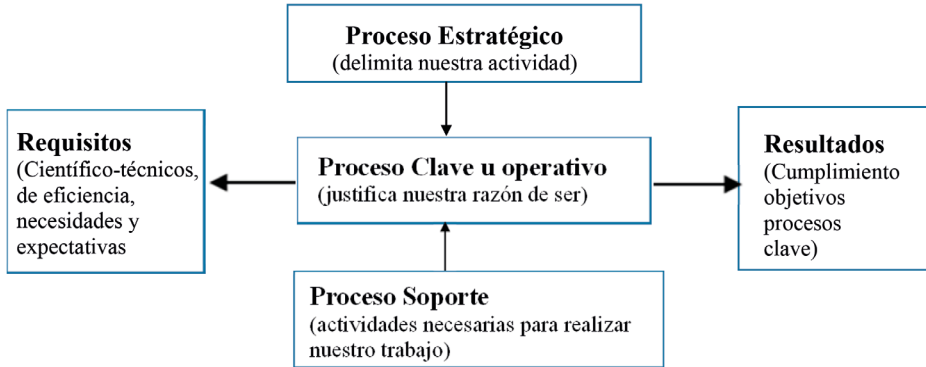 Proceso Estratégico
(delimita nuestra actividad)
Requisitos
(Científico-técnicos,
de eficiencia,
necesidades y
expectativas
Proceso Clave u operativo
(justifica nuestra razón de ser)
Resultados
(Cumplimiento
objetivos
procesos
clave)
Proceso Soporte
(actividades necesarias para realizar
nuestro trabajo)